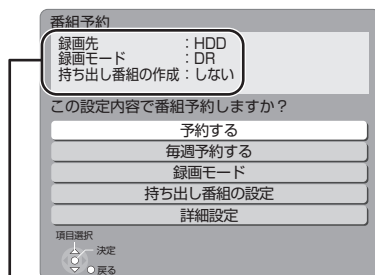 番組予約
録画先 : HDD
録画モード : DR
持ち出し番組の作成 : しない
この設定内容で番組予約しますか？
予約する
毎週予約する
録画モード
持ち出し番組の設定
詳細設定
項目選択
決定
戻る